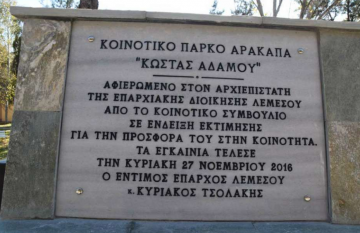 ΚΟΙΝΟΤΙΚΟ ΠΑΡΚΟ ΑΡΑΚΑΠΑ
"ΚΩΣΤΑΣ ΑΔΑΜΟΥ"
ΑΦΙΕΡΩΜΕΝΟ ΣΤΟΝ ΑΡΧΙΕΠΙΣΤΑΤΗ
ΤΗΣ ΕΠΑΡΧΙΑΚΗΣ ΔΙΟΙΚΗΣΗΣ ΛΕΜΕΣΟΥ
ΑΠΟ ΤΟ ΚΟΙΝΟΤΙΚΟ ΣΥΜΒΟΥΛΙΟ
ΣΕ ΕΝΔΕΙΞΗ ΕΚΤΙΜΗΣΗΣ
ΓΙΑ ΤΗΝ ΠΡΟΣΦΟΡΑ ΤΟΥ ΣΤΗΝ ΚΟΙΝΟΤΗΤΑ.
ΤΑ ΕΓΚΑΙΝΙΑ ΤΕΛΕΣΕ
ΤΗΝ ΚΥΡΙΑΚΗ 27 ΝΟΕΜΒΡΙΟΥ 2016
Ο ΕΝΤΙΜΟΣ ΕΠΑΡΧΟΣ ΛΕΜΕΣΟΥ
κ. ΚΥΡΙΑΚΟΣ ΤΣΟΛΑΚΗΣ